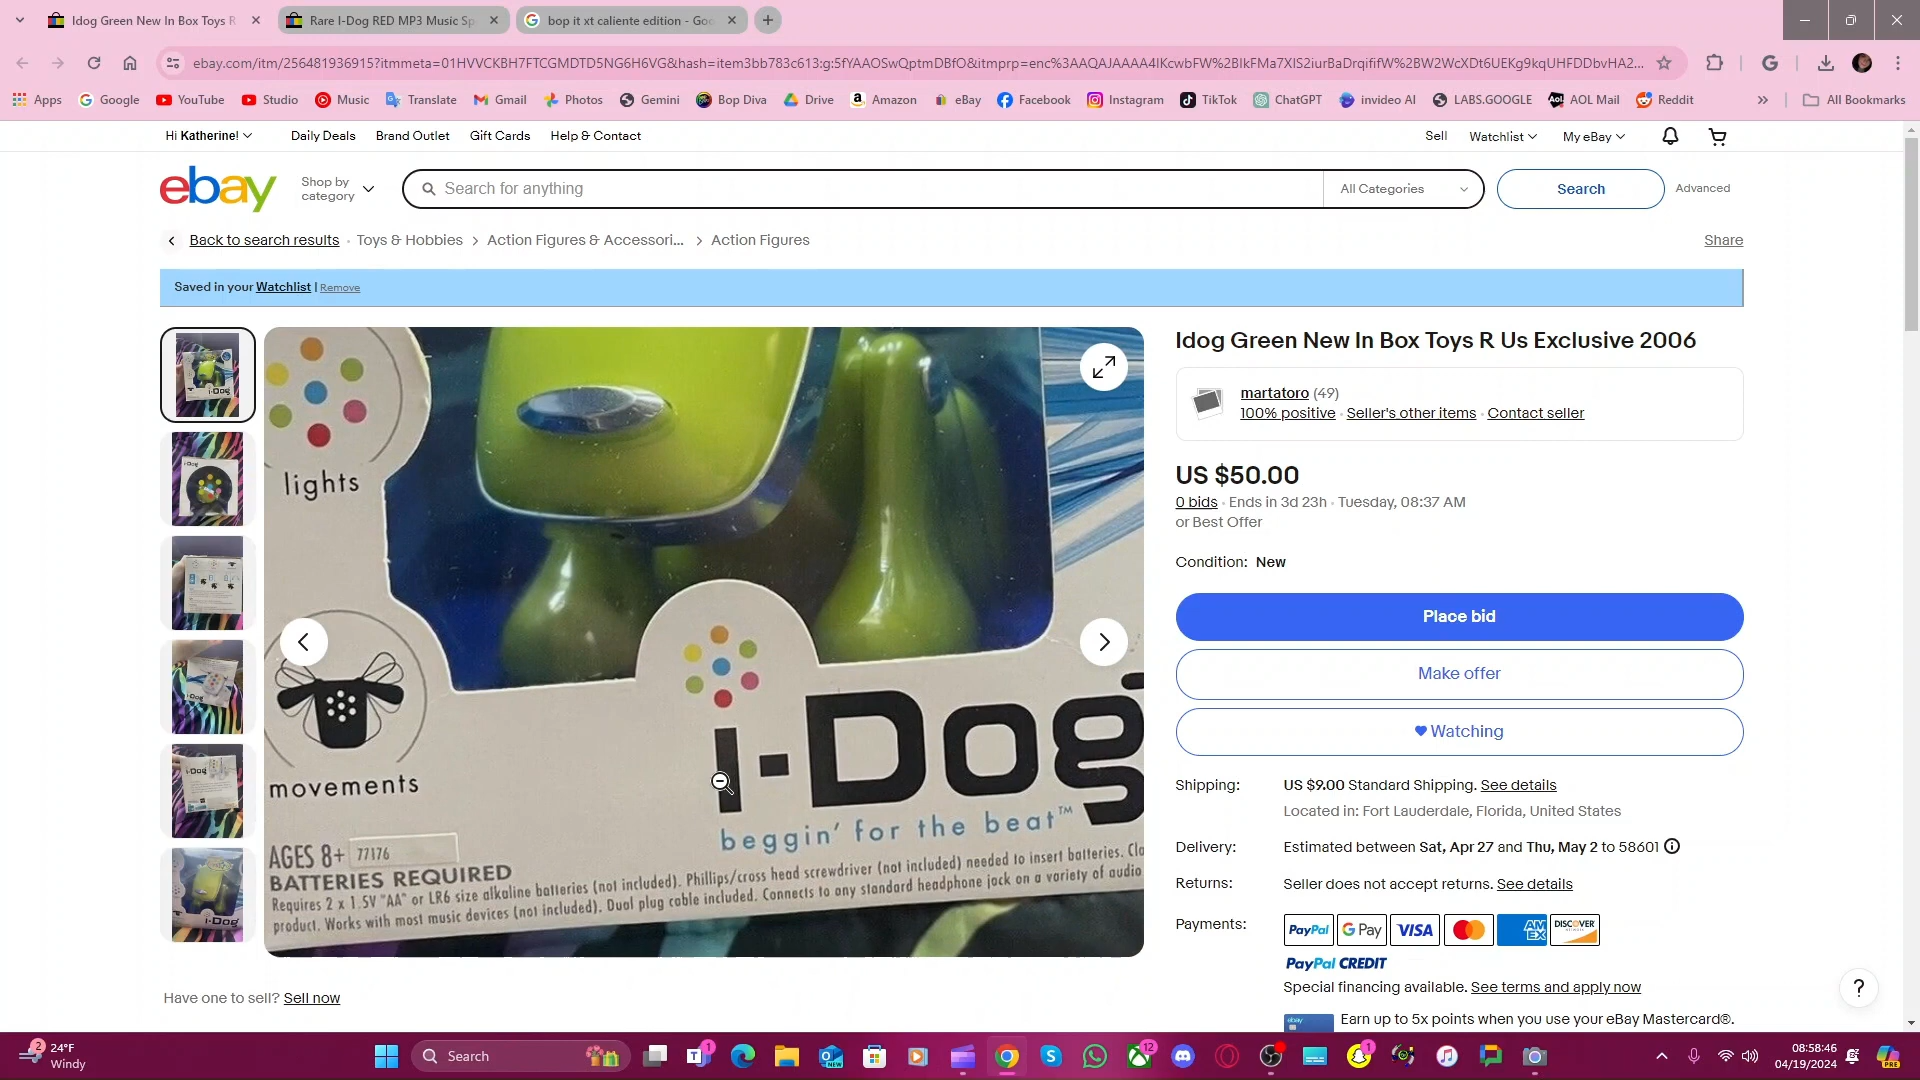 Idog Green New In Box Toys R
Rare I-Dog RED MP3 Music Sp
bop it xt caliente edition - Goo
ebay.com/itm/256481936915?itmmeta=01HVVCKBH7FTCGMDTD5NG6H6VG&hash=item3bb783c613:g:5fYAAOSwQptmDBfO&itmprp=enc%3AAQAJAAAA4IKcwbFW%2BIkFMa7XIS2iurBaDrqififW%2BW2WcXDt6UEKg9kqUHFDDbvHA2...
Apps Google YouTube Studio Music Translate Gmail Photos Gemini Bop Diva Drive Amazon eBay Facebook Instagram TikTok ChatGPT invideo AI LABS.GOOGLE AOL Mail Reddit » All Bookmarks
Hi Katherine! Daily Deals Brand Outlet Gift Cards Help & Contact Sell Watchlist My eBay
ebay Shop by category Search for anything All Categories Search Advanced
Back to search results · Toys & Hobbies > Action Figures & Accessori... > Action Figures Share
Saved in your Watchlist | Remove
Idog Green New In Box Toys R Us Exclusive 2006
martatoro (49)
100% positive · Seller's other items · Contact seller
US $50.00
0 bids · Ends in 3d 23h · Tuesday, 08:37 AM
or Best Offer
Condition: New
Place bid
Make offer
Watching
Shipping: US $9.00 Standard Shipping. See details
Located in: Fort Lauderdale, Florida, United States
Delivery: Estimated between Sat, Apr 27 and Thu, May 2 to 58601
Returns: Seller does not accept returns. See details
Payments: PayPal G Pay VISA AM EX DISCOVER
PayPal CREDIT
Special financing available. See terms and apply now
Earn up to 5x points when you use your eBay Mastercard®.
lights
movements
i-Dog
beggin' for the beat™
AGES 8+ 77176
BATTERIES REQUIRED
Requires 2 x 1.5V "AA" or LR6 size alkaline batteries (not included). Phillips/cross head screwdriver (not included) needed to insert batteries.
product. Works with most music devices (not included). Dual plug cable included. Connects to any standard headphone jack on a variety of audio
Have one to sell? Sell now
?
2 24°F
Windy
Search
1
12
1
08:58:46
04/19/2024